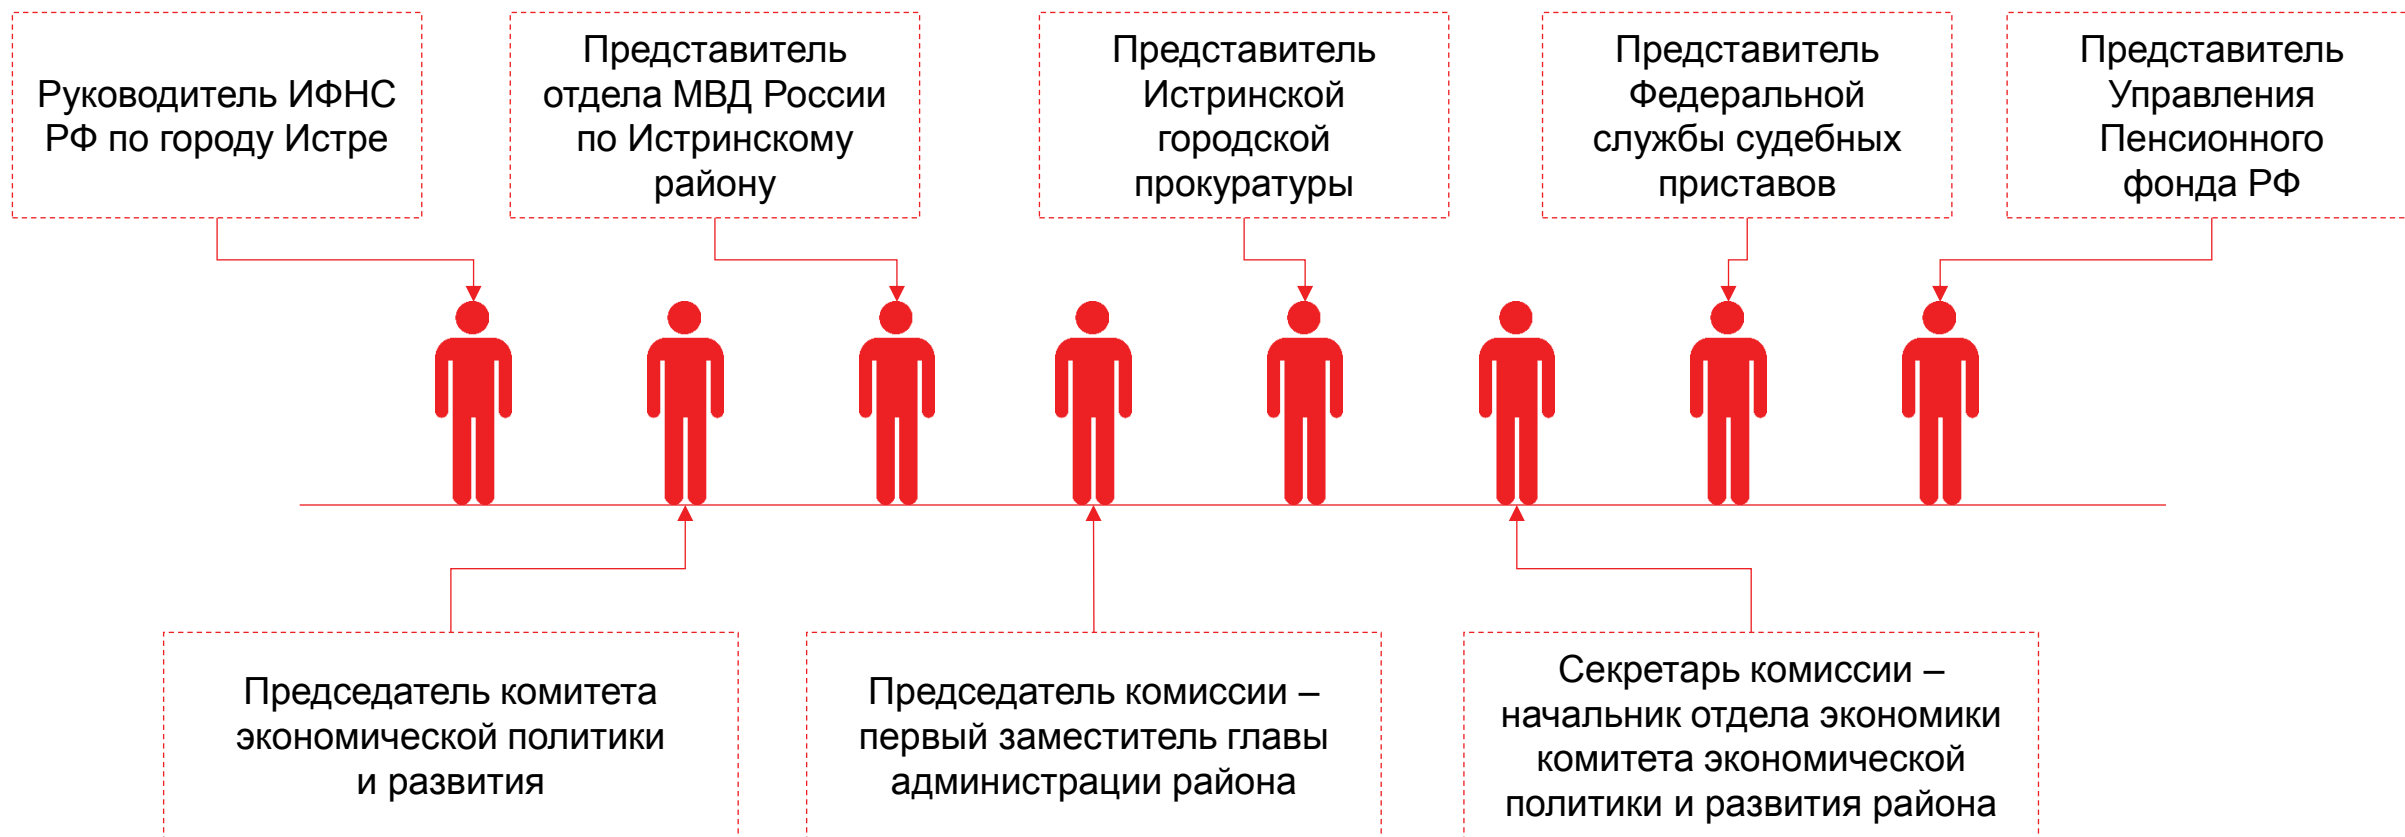 Руководитель ИФНС
РФ по городу Истре
Представитель
отдела МВД России
по Истринскому
району
Представитель
Истринской
городской
прокуратуры
Представитель
Федеральной
службы судебных
приставов
Представитель
Управления
Пенсионного
фонда РФ
Председатель комитета
экономической политики
и развития
Председатель комиссии –
первый заместитель главы
администрации района
Секретарь комиссии –
начальник отдела экономики
комитета экономической
политики и развития района